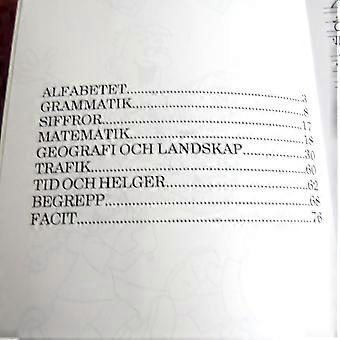 ALFABETET........................................3
GRAMMATIK........................................8
SIFFROR..........................................17
MATEMATIK........................................18
GEOGRAFI OCH LANDSKAP............................30
TRAFIK...........................................60
TID OCH HELGER...................................62
BEGREPP..........................................68
FACIT............................................76